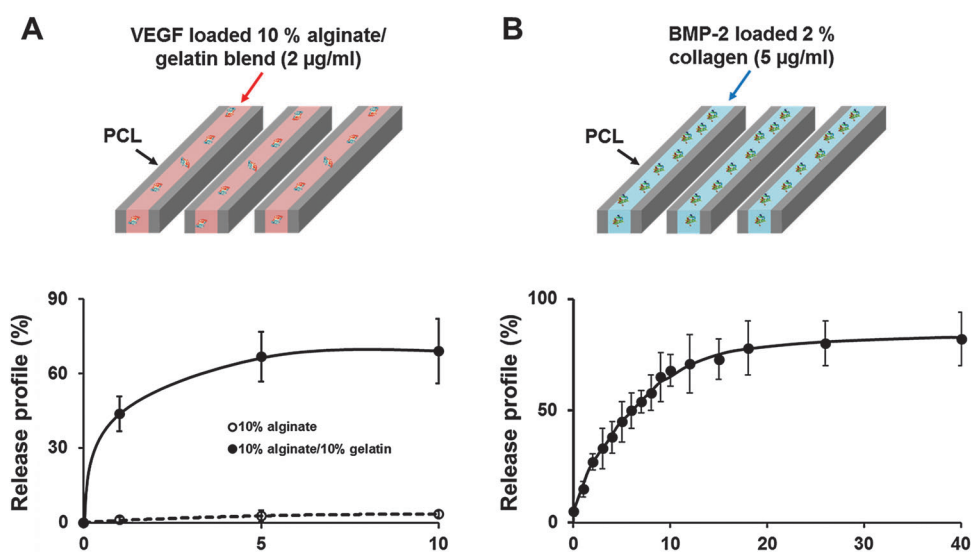 A
VEGF loaded 10 % alginate/
gelatin blend (2 µg/ml)
PCL
Release profile (%)
90
60
30
0
0
5
10
10% alginate
10% alginate/10% gelatin
B
BMP-2 loaded 2 %
collagen (5 µg/ml)
PCL
Release profile (%)
100
50
0
0
10
20
30
40